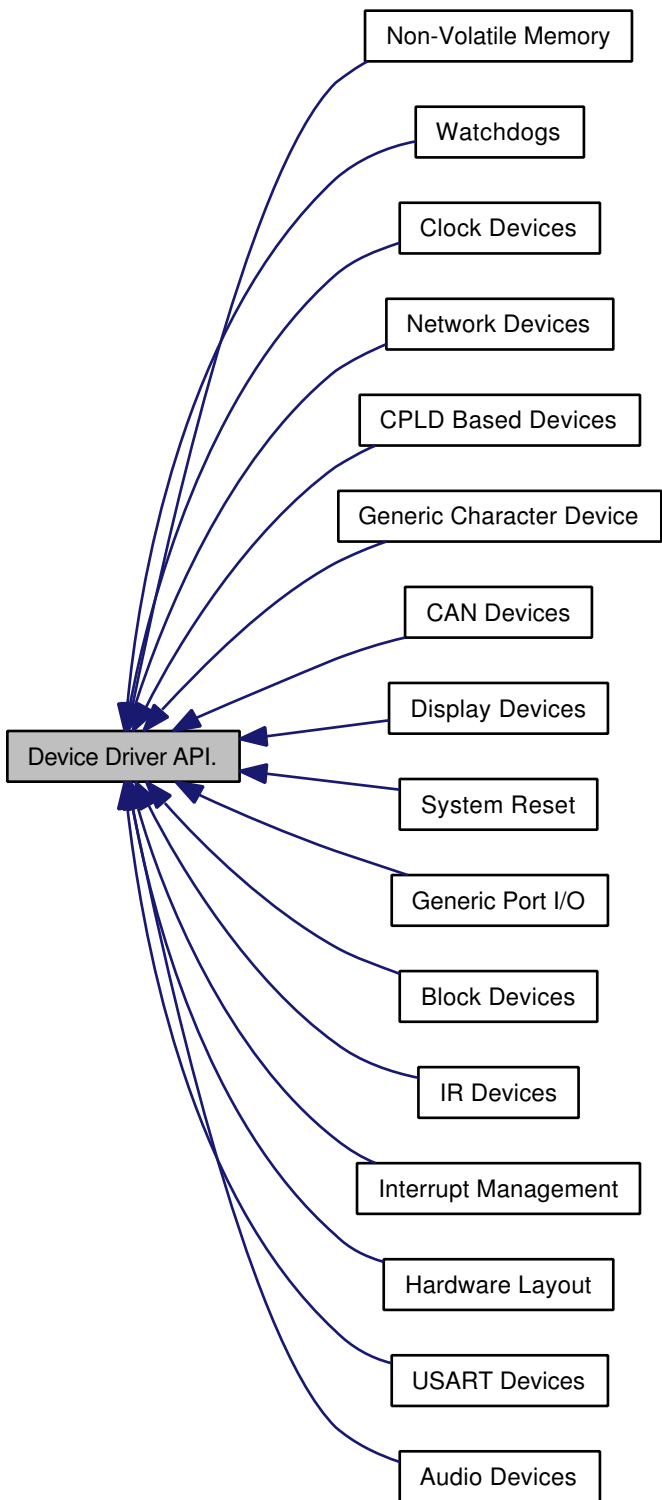 Non-Volatile Memory
Watchdogs
Clock Devices
Network Devices
CPLD Based Devices
Generic Character Device
CAN Devices
Display Devices
Device Driver API.
System Reset
Generic Port I/O
Block Devices
IR Devices
Interrupt Management
Hardware Layout
USART Devices
Audio Devices